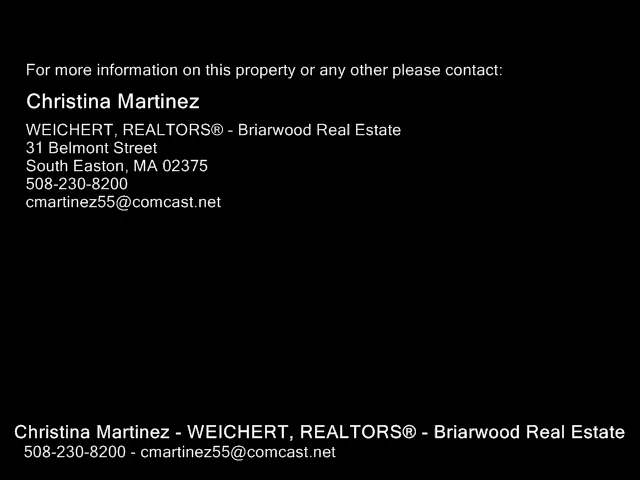 For more information on this property or any other please contact:
Christina Martinez
WEICHERT, REALTORS® - Briarwood Real Estate
31 Belmont Street
South Easton, MA 02375
508-230-8200
cmartinez55@comcast.net
Christina Martinez - WEICHERT, REALTORS® - Briarwood Real Estate
508-230-8200 - cmartinez55@comcast.net